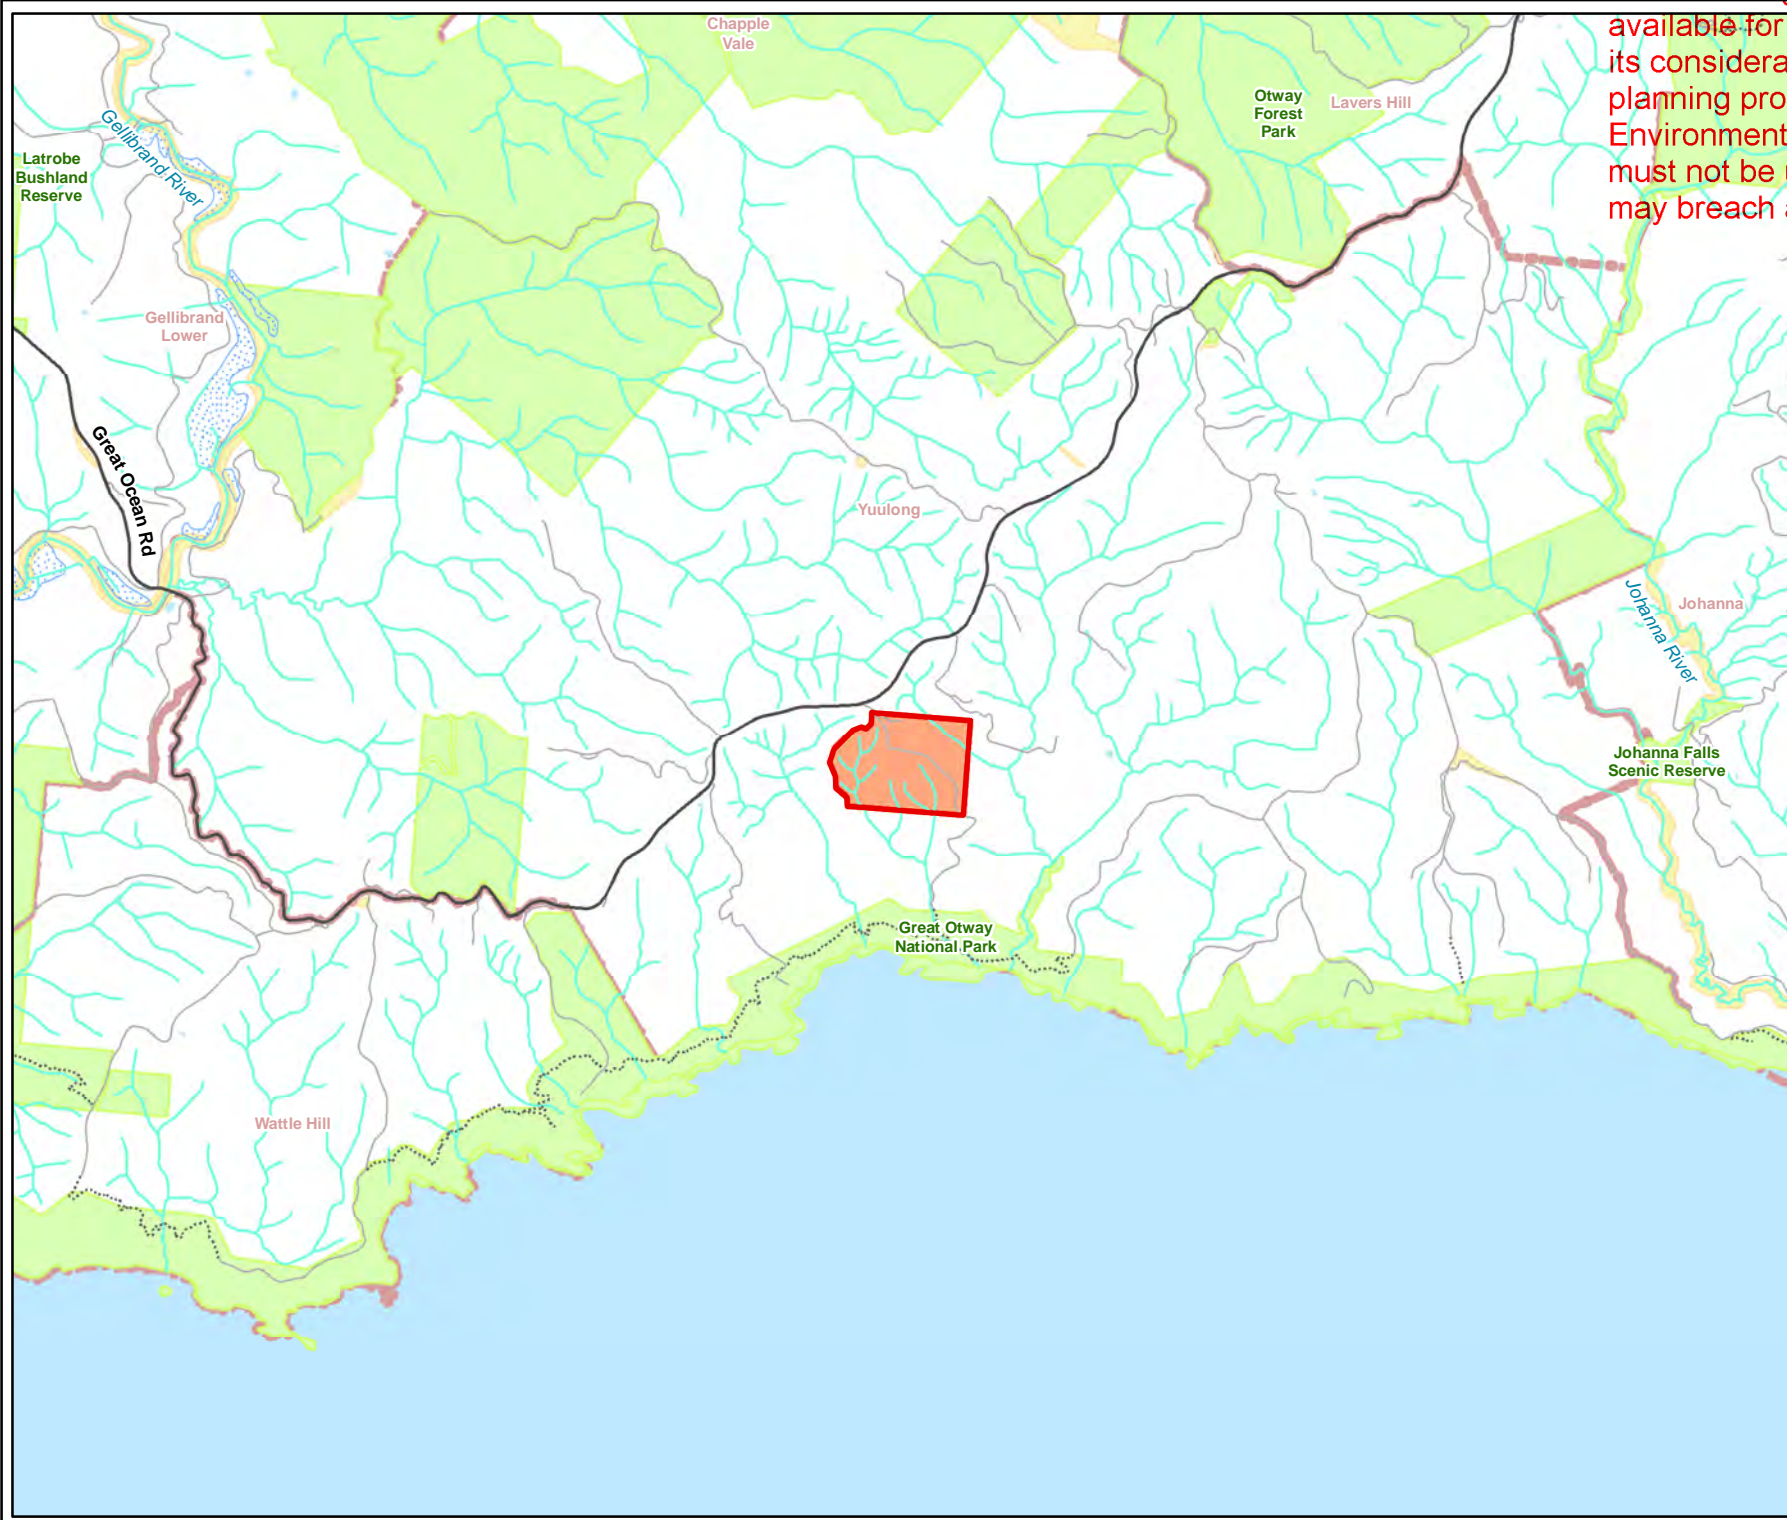 Chapple
Vale
available for
its considera
planning pro
Environment
must not be
may breach a
Otway
Forest
Park
Lavers Hill
Gellibrand River
Latrobe
Bushland
Reserve
Gellibrand
Lower
Great Ocean Rd
Yuulong
Johanna River
Johanna
Johanna Falls
Scenic Reserve
Great Otway
National Park
Wattle Hill